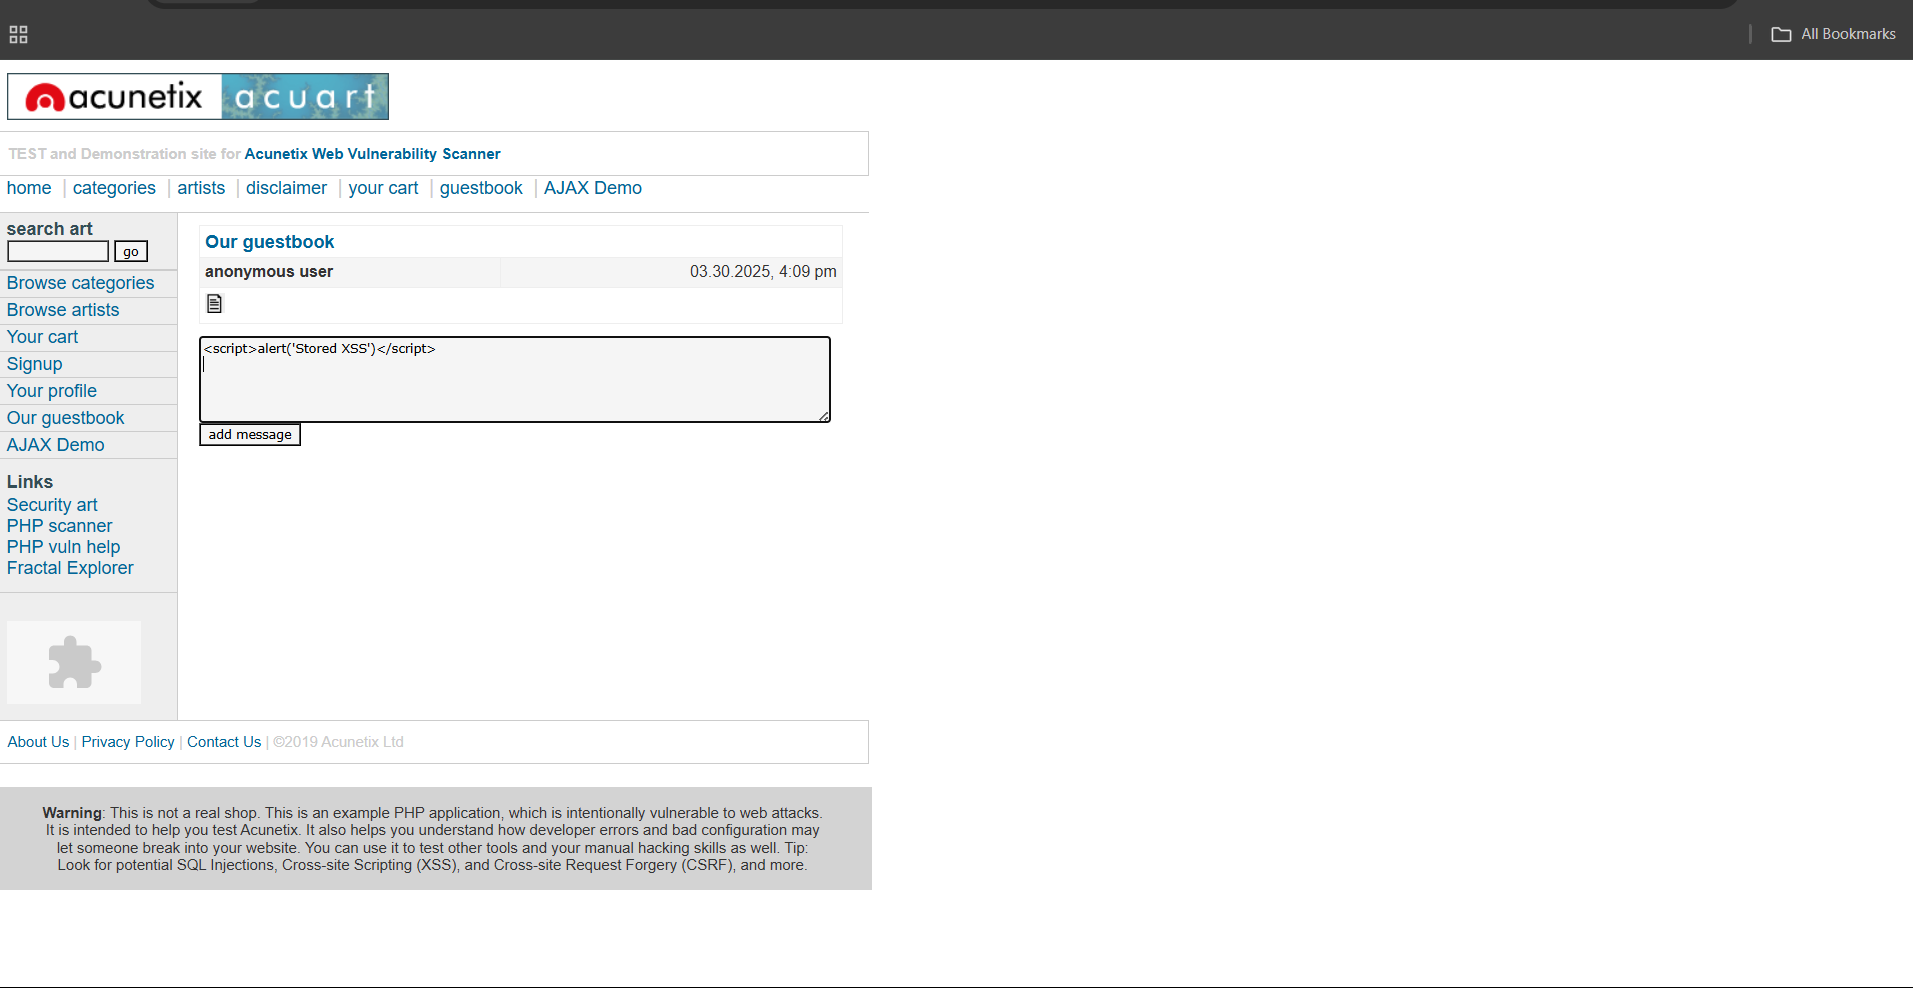 All Bookmarks
acunetix acuart
TEST and Demonstration site for Acunetix Web Vulnerability Scanner
home | categories | artists | disclaimer | your cart | guestbook | AJAX Demo
search art
go
Browse categories
Browse artists
Your cart
Signup
Your profile
Our guestbook
AJAX Demo
Links
Security art
PHP scanner
PHP vuln help
Fractal Explorer
Our guestbook
anonymous user 03.30.2025, 4:09 pm
<script>alert('Stored XSS')</script>
add message
About Us | Privacy Policy | Contact Us | ©2019 Acunetix Ltd
Warning: This is not a real shop. This is an example PHP application, which is intentionally vulnerable to web attacks.
It is intended to help you test Acunetix. It also helps you understand how developer errors and bad configuration may
let someone break into your website. You can use it to test other tools and your manual hacking skills as well. Tip:
Look for potential SQL Injections, Cross-site Scripting (XSS), and Cross-site Request Forgery (CSRF), and more.